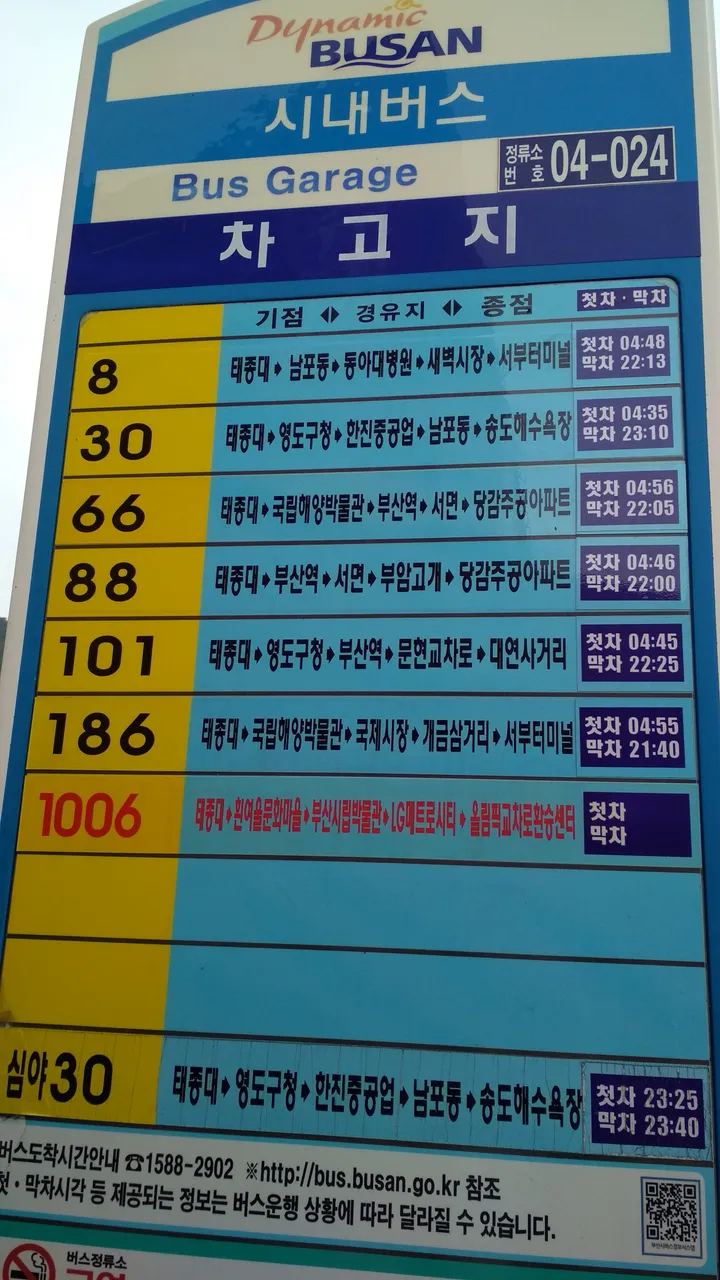 Dynamic
BUSAN
시내버스
Bus Garage
정류소
번 호
04-024
차 고 지
기점 ◀▶ 경유지 ◀▶ 종점 첫차·막차
8 태종대▸남포동▸동아대병원▸새벽시장▸서부터미널 첫차 04:48
막차 22:13
30 태종대▸영도구청▸한진중공업▸남포동▸송도해수욕장 첫차 04:35
막차 23:10
66 태종대▸국립해양박물관▸부산역▸서면▸당감주공아파트 첫차 04:56
막차 22:05
88 태종대▸부산역▸서면▸부암고개▸당감주공아파트 첫차 04:46
막차 22:00
101 태종대▸영도구청▸부산역▸문현교차로▸대연사거리 첫차 04:45
막차 22:25
186 태종대▸국립해양박물관▸국제시장▸개금삼거리▸서부터미널 첫차 04:55
막차 21:40
1006 태종대▸흰여울문화마을▸부산시립박물관▸LG메트로시티▸올림픽교차로환승센터 첫차
막차
심야30 태종대▸영도구청▸한진중공업▸남포동▸송도해수욕장 첫차 23:25
막차 23:40
버스도착시간안내 ☎1588-2902 ※http://bus.busan.go.kr 참조
첫·막차시각 등 제공되는 정보는 버스운행 상황에 따라 달라질 수 있습니다.
버스정류소